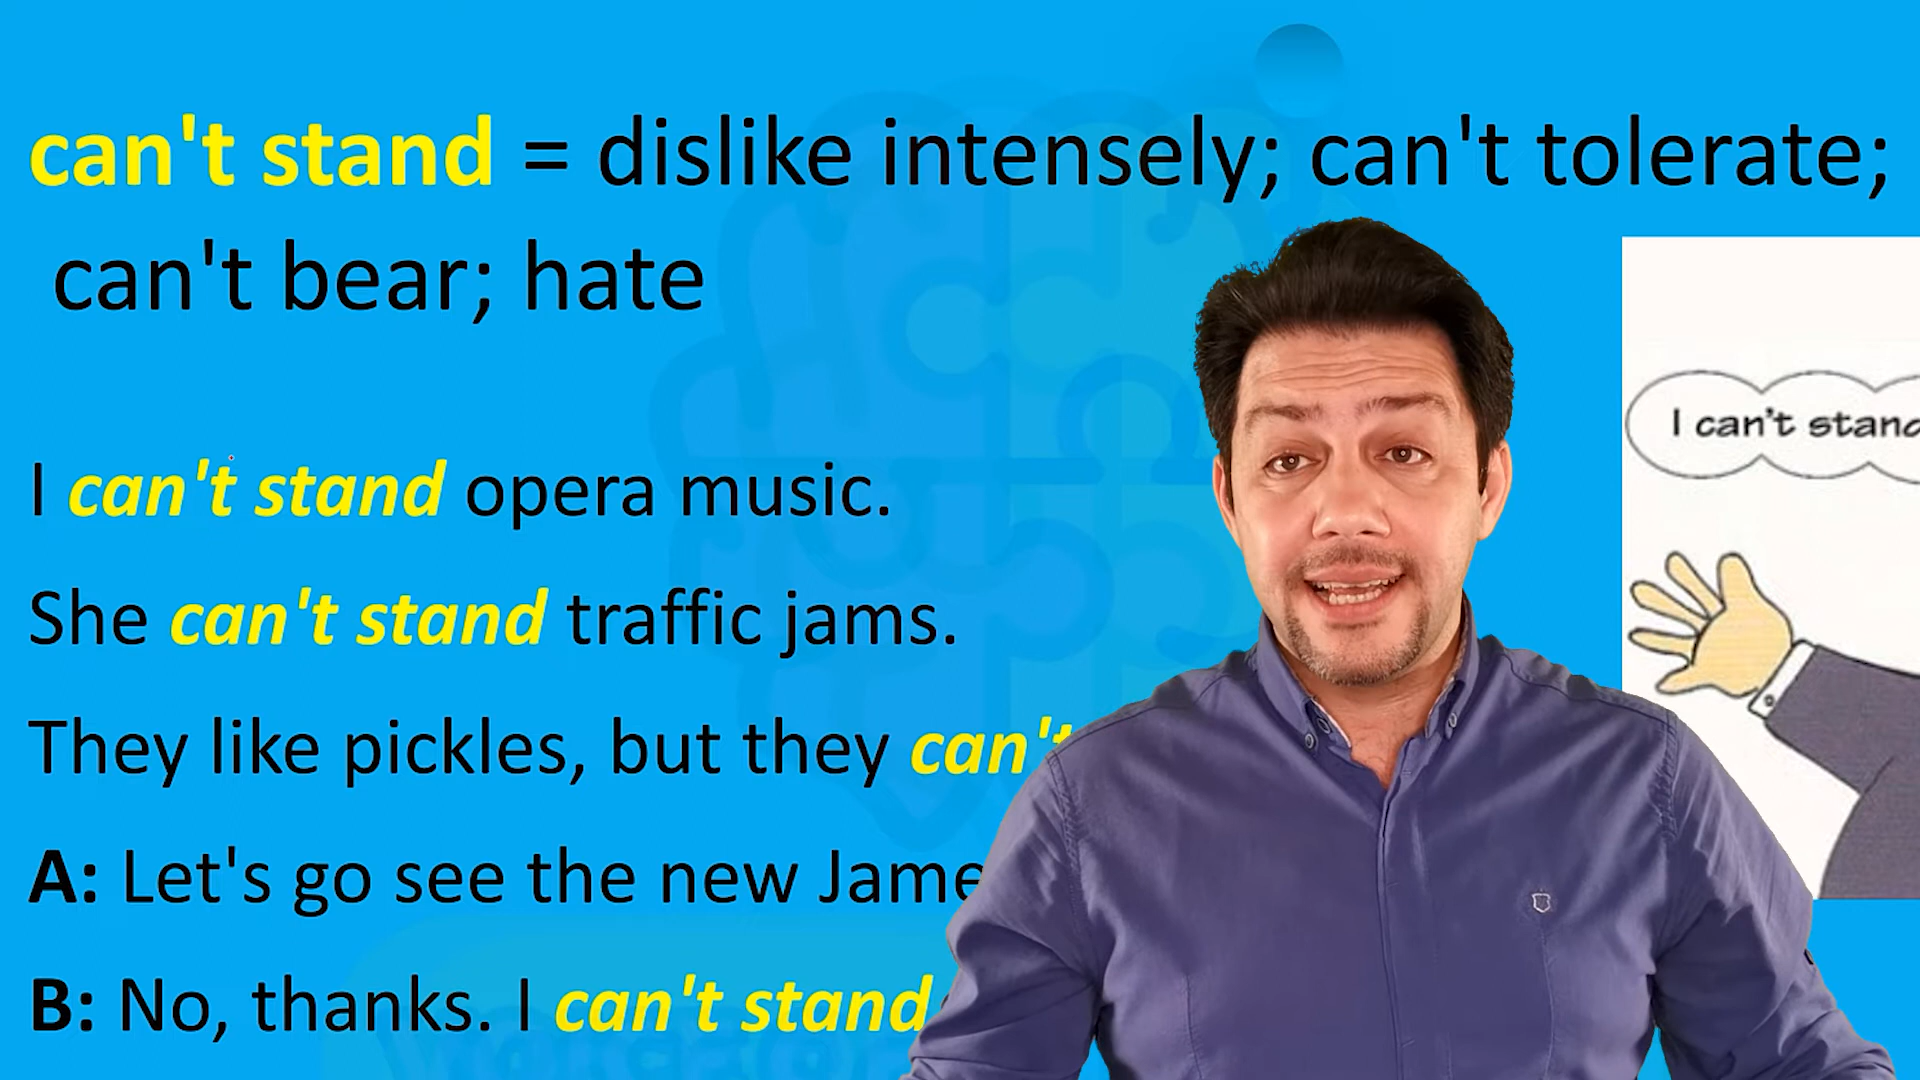 can't stand = dislike intensely; can't tolerate;
can't bear; hate
I can't stand
I can't stand opera music.
She can't stand traffic jams.
They like pickles, but they can't
A: Let's go see the new
B: No, thanks. I can't stand